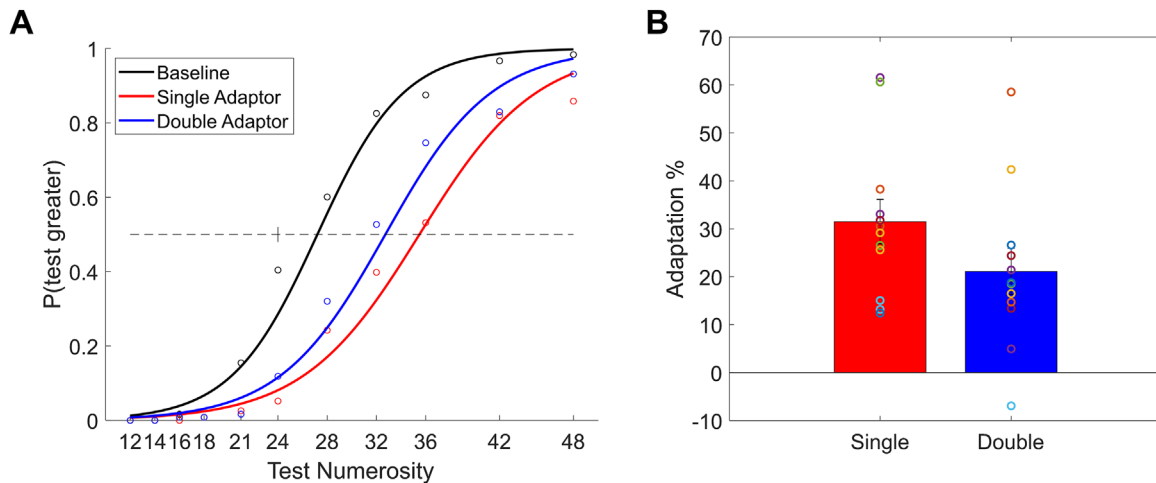 A
P(test greater)
1
0.8
0.6
0.4
0.2
0
Baseline
Single Adaptor
Double Adaptor
12 14 16 18 21 24 28 32 36 42 48
Test Numerosity
B
Adaptation %
70
60
50
40
30
20
10
0
-10
Single Double